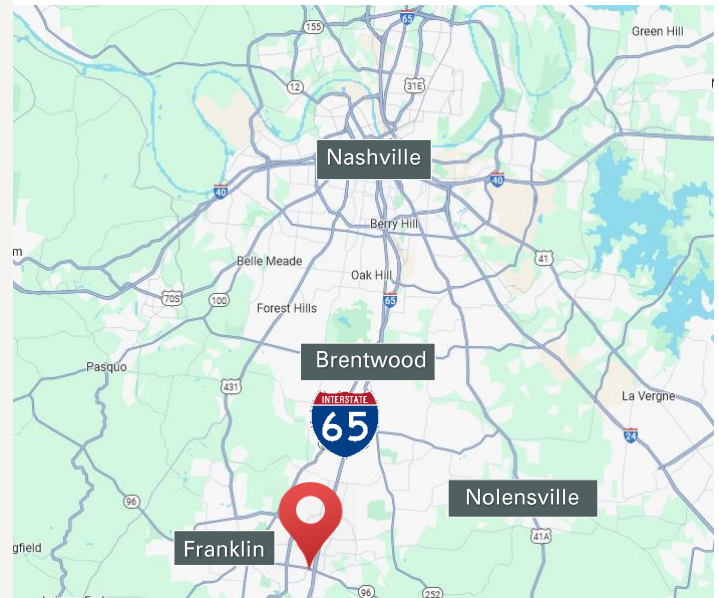 65
155
Green Hill
12
31E
Nashville
40
40
Berry Hill
Belle Meade
41
Oak Hill
70S
100
65
Forest Hills
Brentwood
Pasquo
431
La Vergne
INTERSTATE
65
24
Nolensville
96
41A
Franklin
gfield
96
252